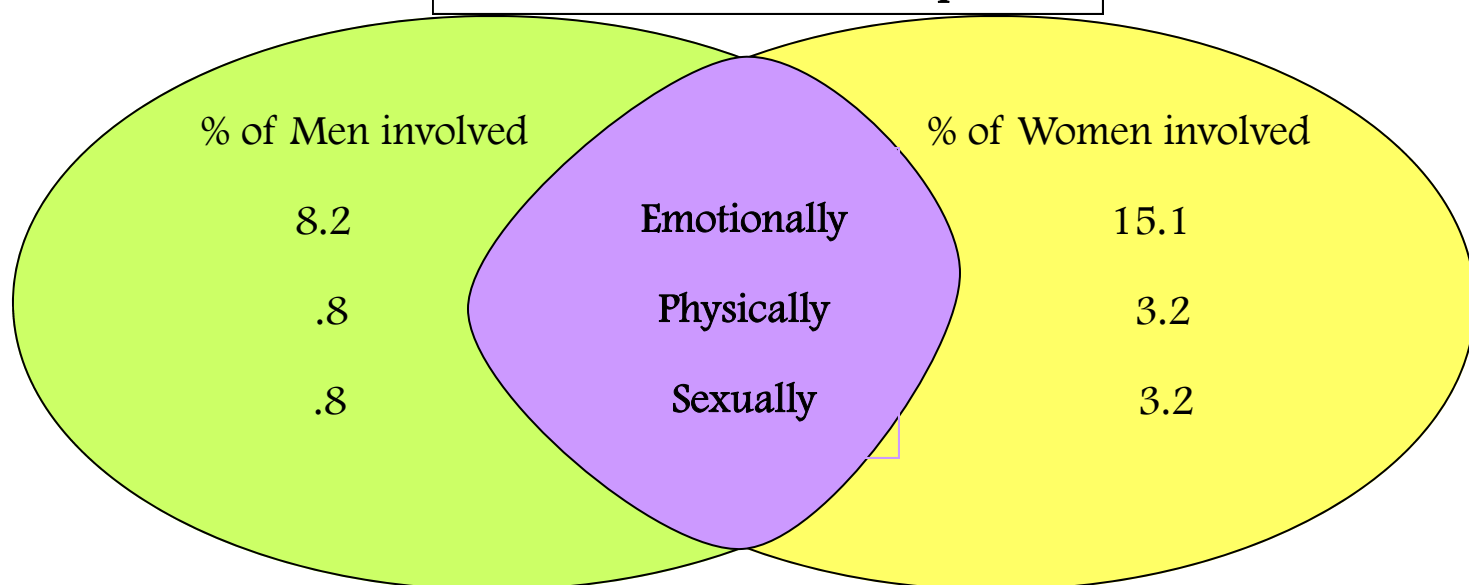 % of Men involved % of Women involved
8.2 Emotionally 15.1
.8 Physically 3.2
.8 Sexually 3.2